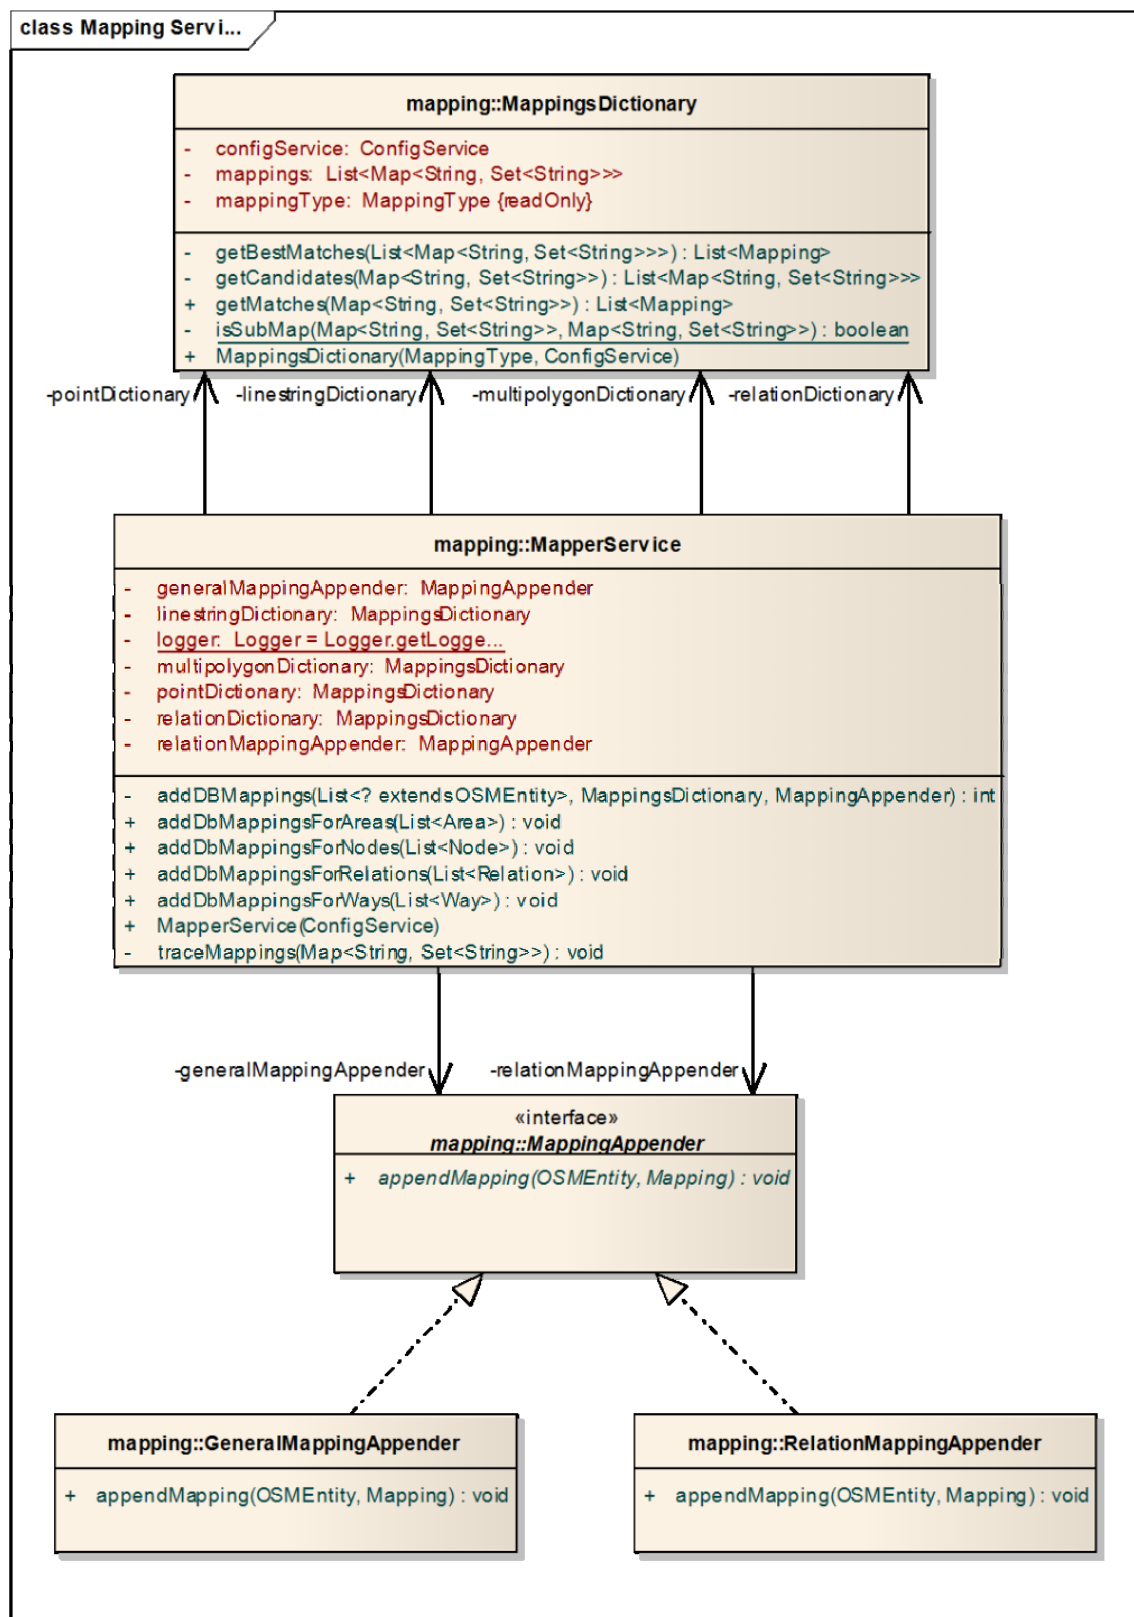 class Mapping Servi...
mapping::MappingsDictionary
- configService: ConfigService
- mappings: List<Map<String, Set<String>>>
- mappingType: MappingType {readOnly}
- getBestMatches(List<Map<String, Set<String>>>) : List<Mapping>
- getCandidates(Map<String, Set<String>>) : List<Map<String, Set<String>>>
+ getMatches(Map<String, Set<String>>) : List<Mapping>
- isSubMap(Map<String, Set<String>>, Map<String, Set<String>>) : boolean
+ MappingsDictionary(MappingType, ConfigService)
-pointDictionary -linestringDictionary -multipolygonDictionary -relationDictionary
mapping::MapperService
- generalMappingAppender: MappingAppender
- linestringDictionary: MappingsDictionary
- logger: Logger = Logger.getLogge...
- multipolygonDictionary: MappingsDictionary
- pointDictionary: MappingsDictionary
- relationDictionary: MappingsDictionary
- relationMappingAppender: MappingAppender
- addDBMappings(List<? extendsOSMEntity>, MappingsDictionary, MappingAppender) : int
+ addDbMappingsForAreas(List<Area>) : void
+ addDbMappingsForNodes(List<Node>) : void
+ addDbMappingsForRelations(List<Relation>) : void
+ addDbMappingsForWays(List<Way>) : void
+ MapperService(ConfigService)
- traceMappings(Map<String, Set<String>>) : void
-generalMappingAppender -relationMappingAppender
«interface»
mapping::MappingAppender
+ appendMapping(OSMEntity, Mapping) : void
mapping::GeneralMappingAppender
+ appendMapping(OSMEntity, Mapping) : void
mapping::RelationMappingAppender
+ appendMapping(OSMEntity, Mapping) : void